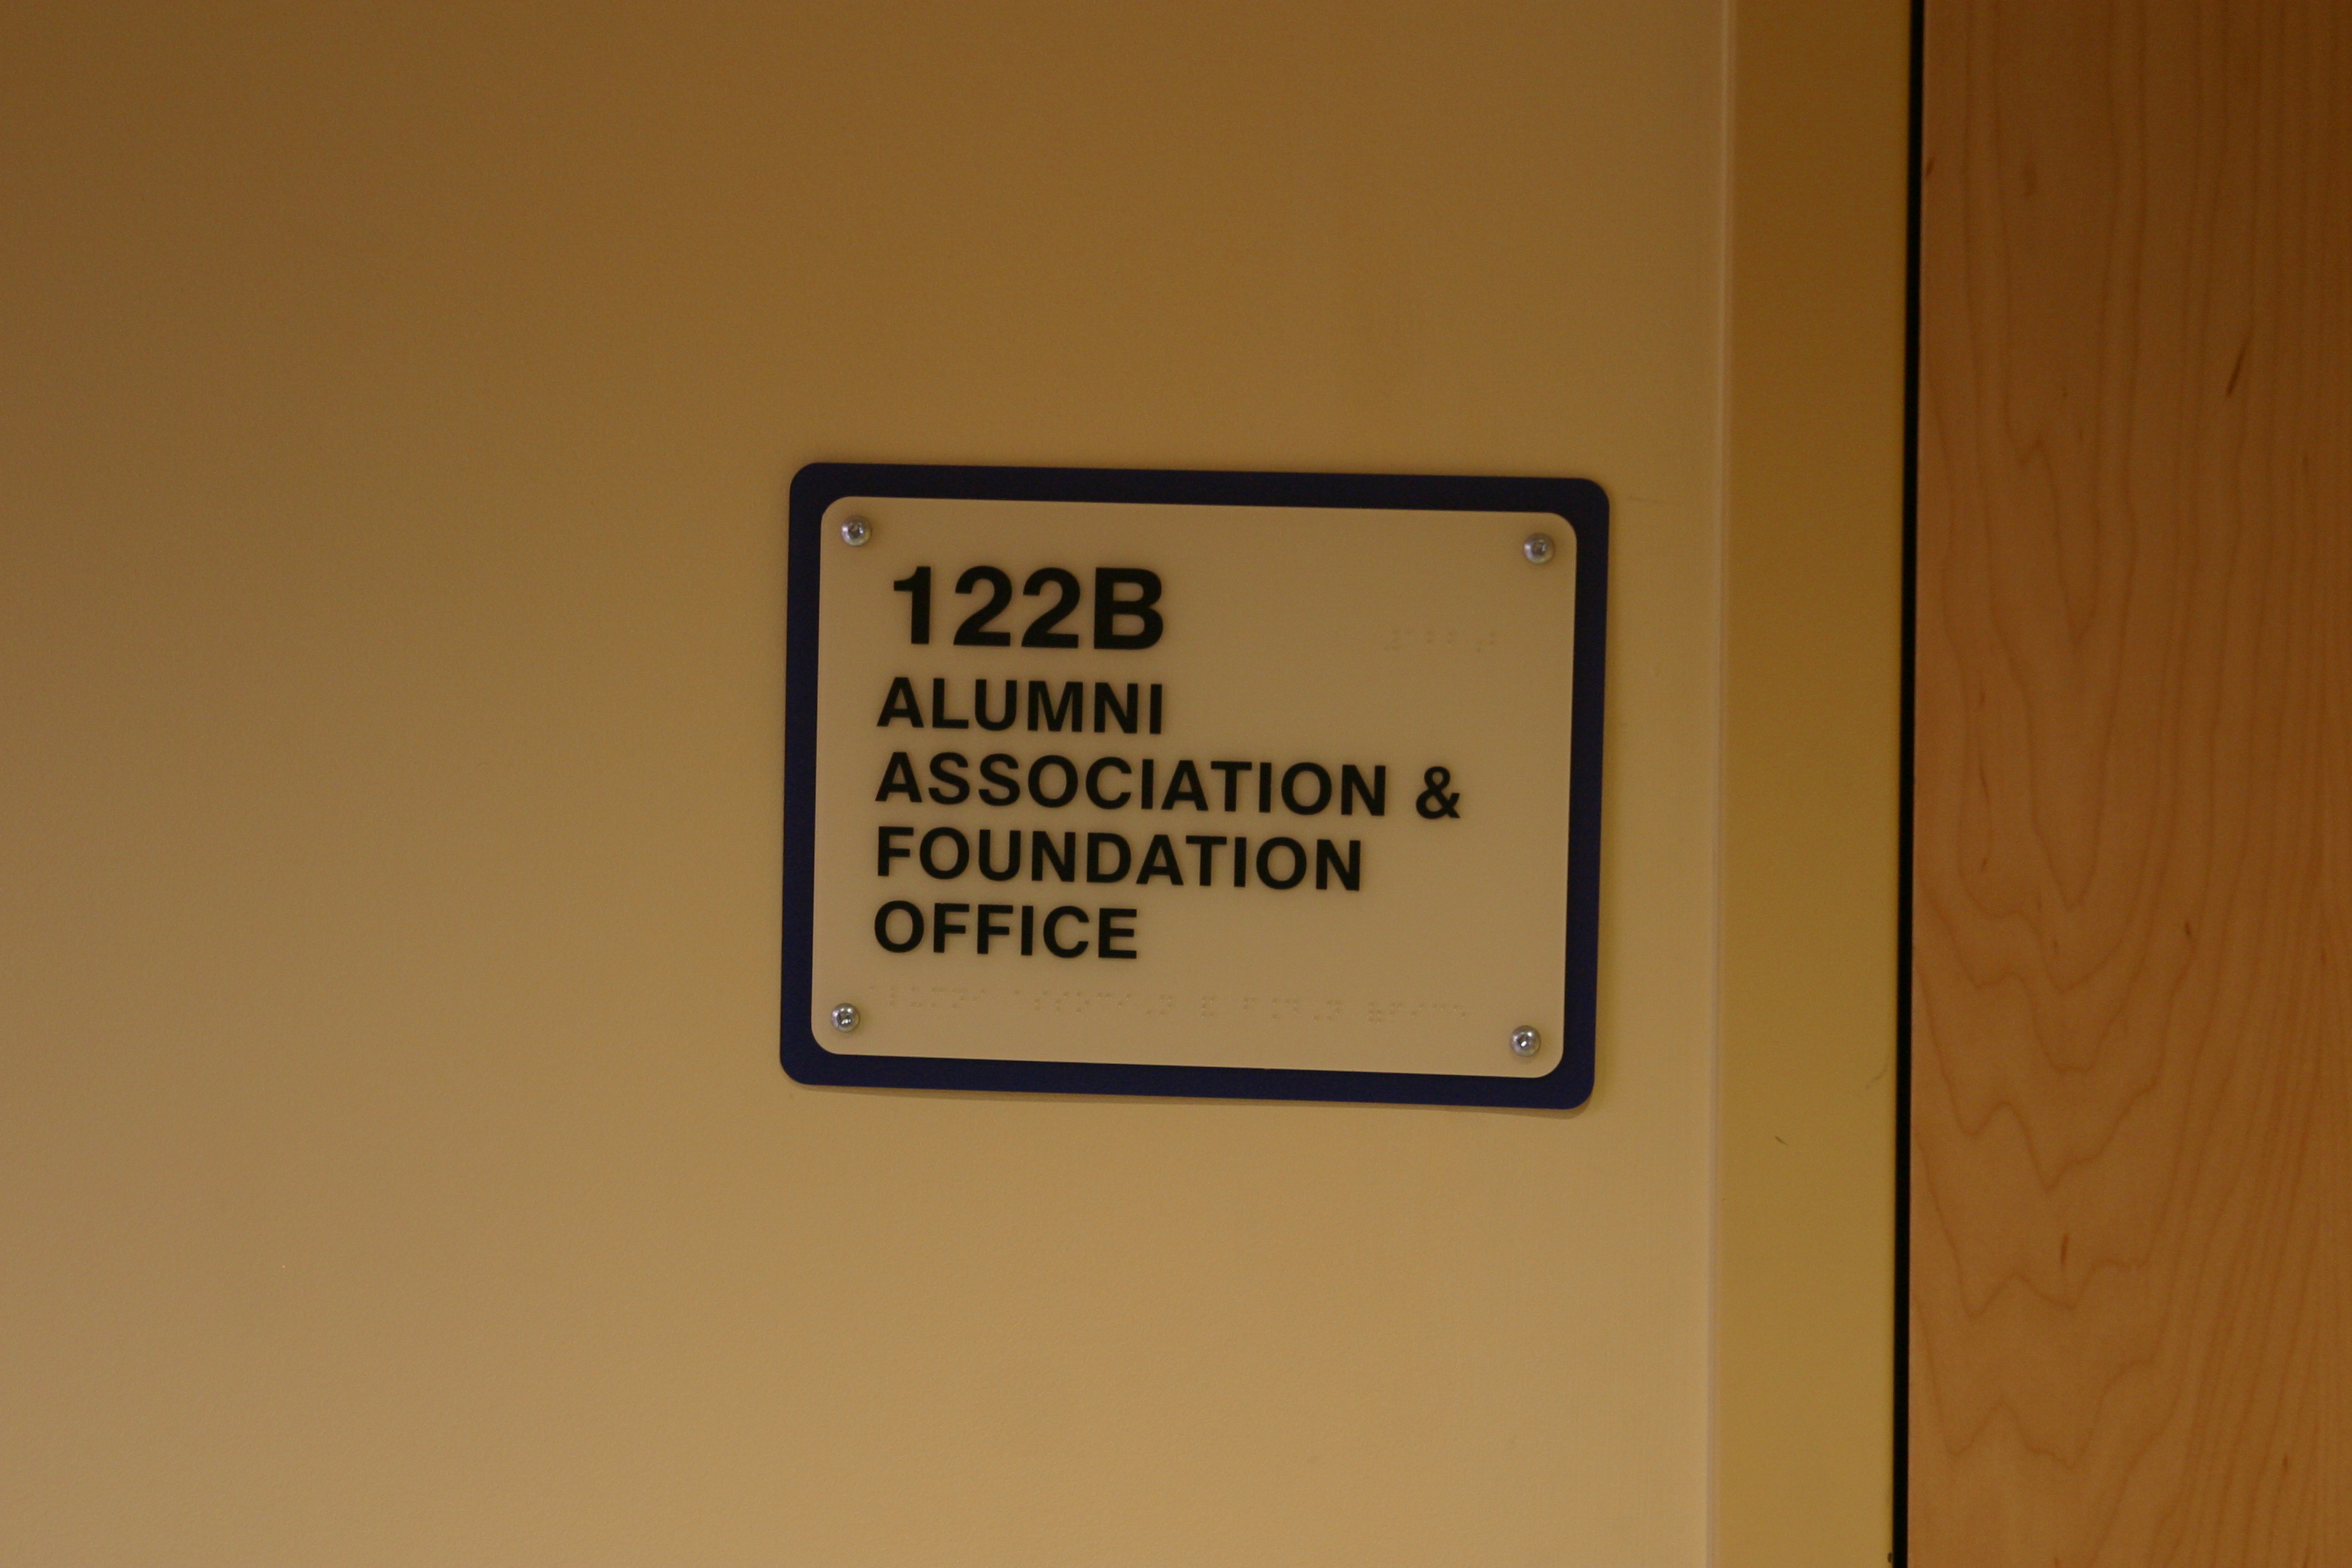 122B
ALUMNI
ASSOCIATION &
FOUNDATION
OFFICE